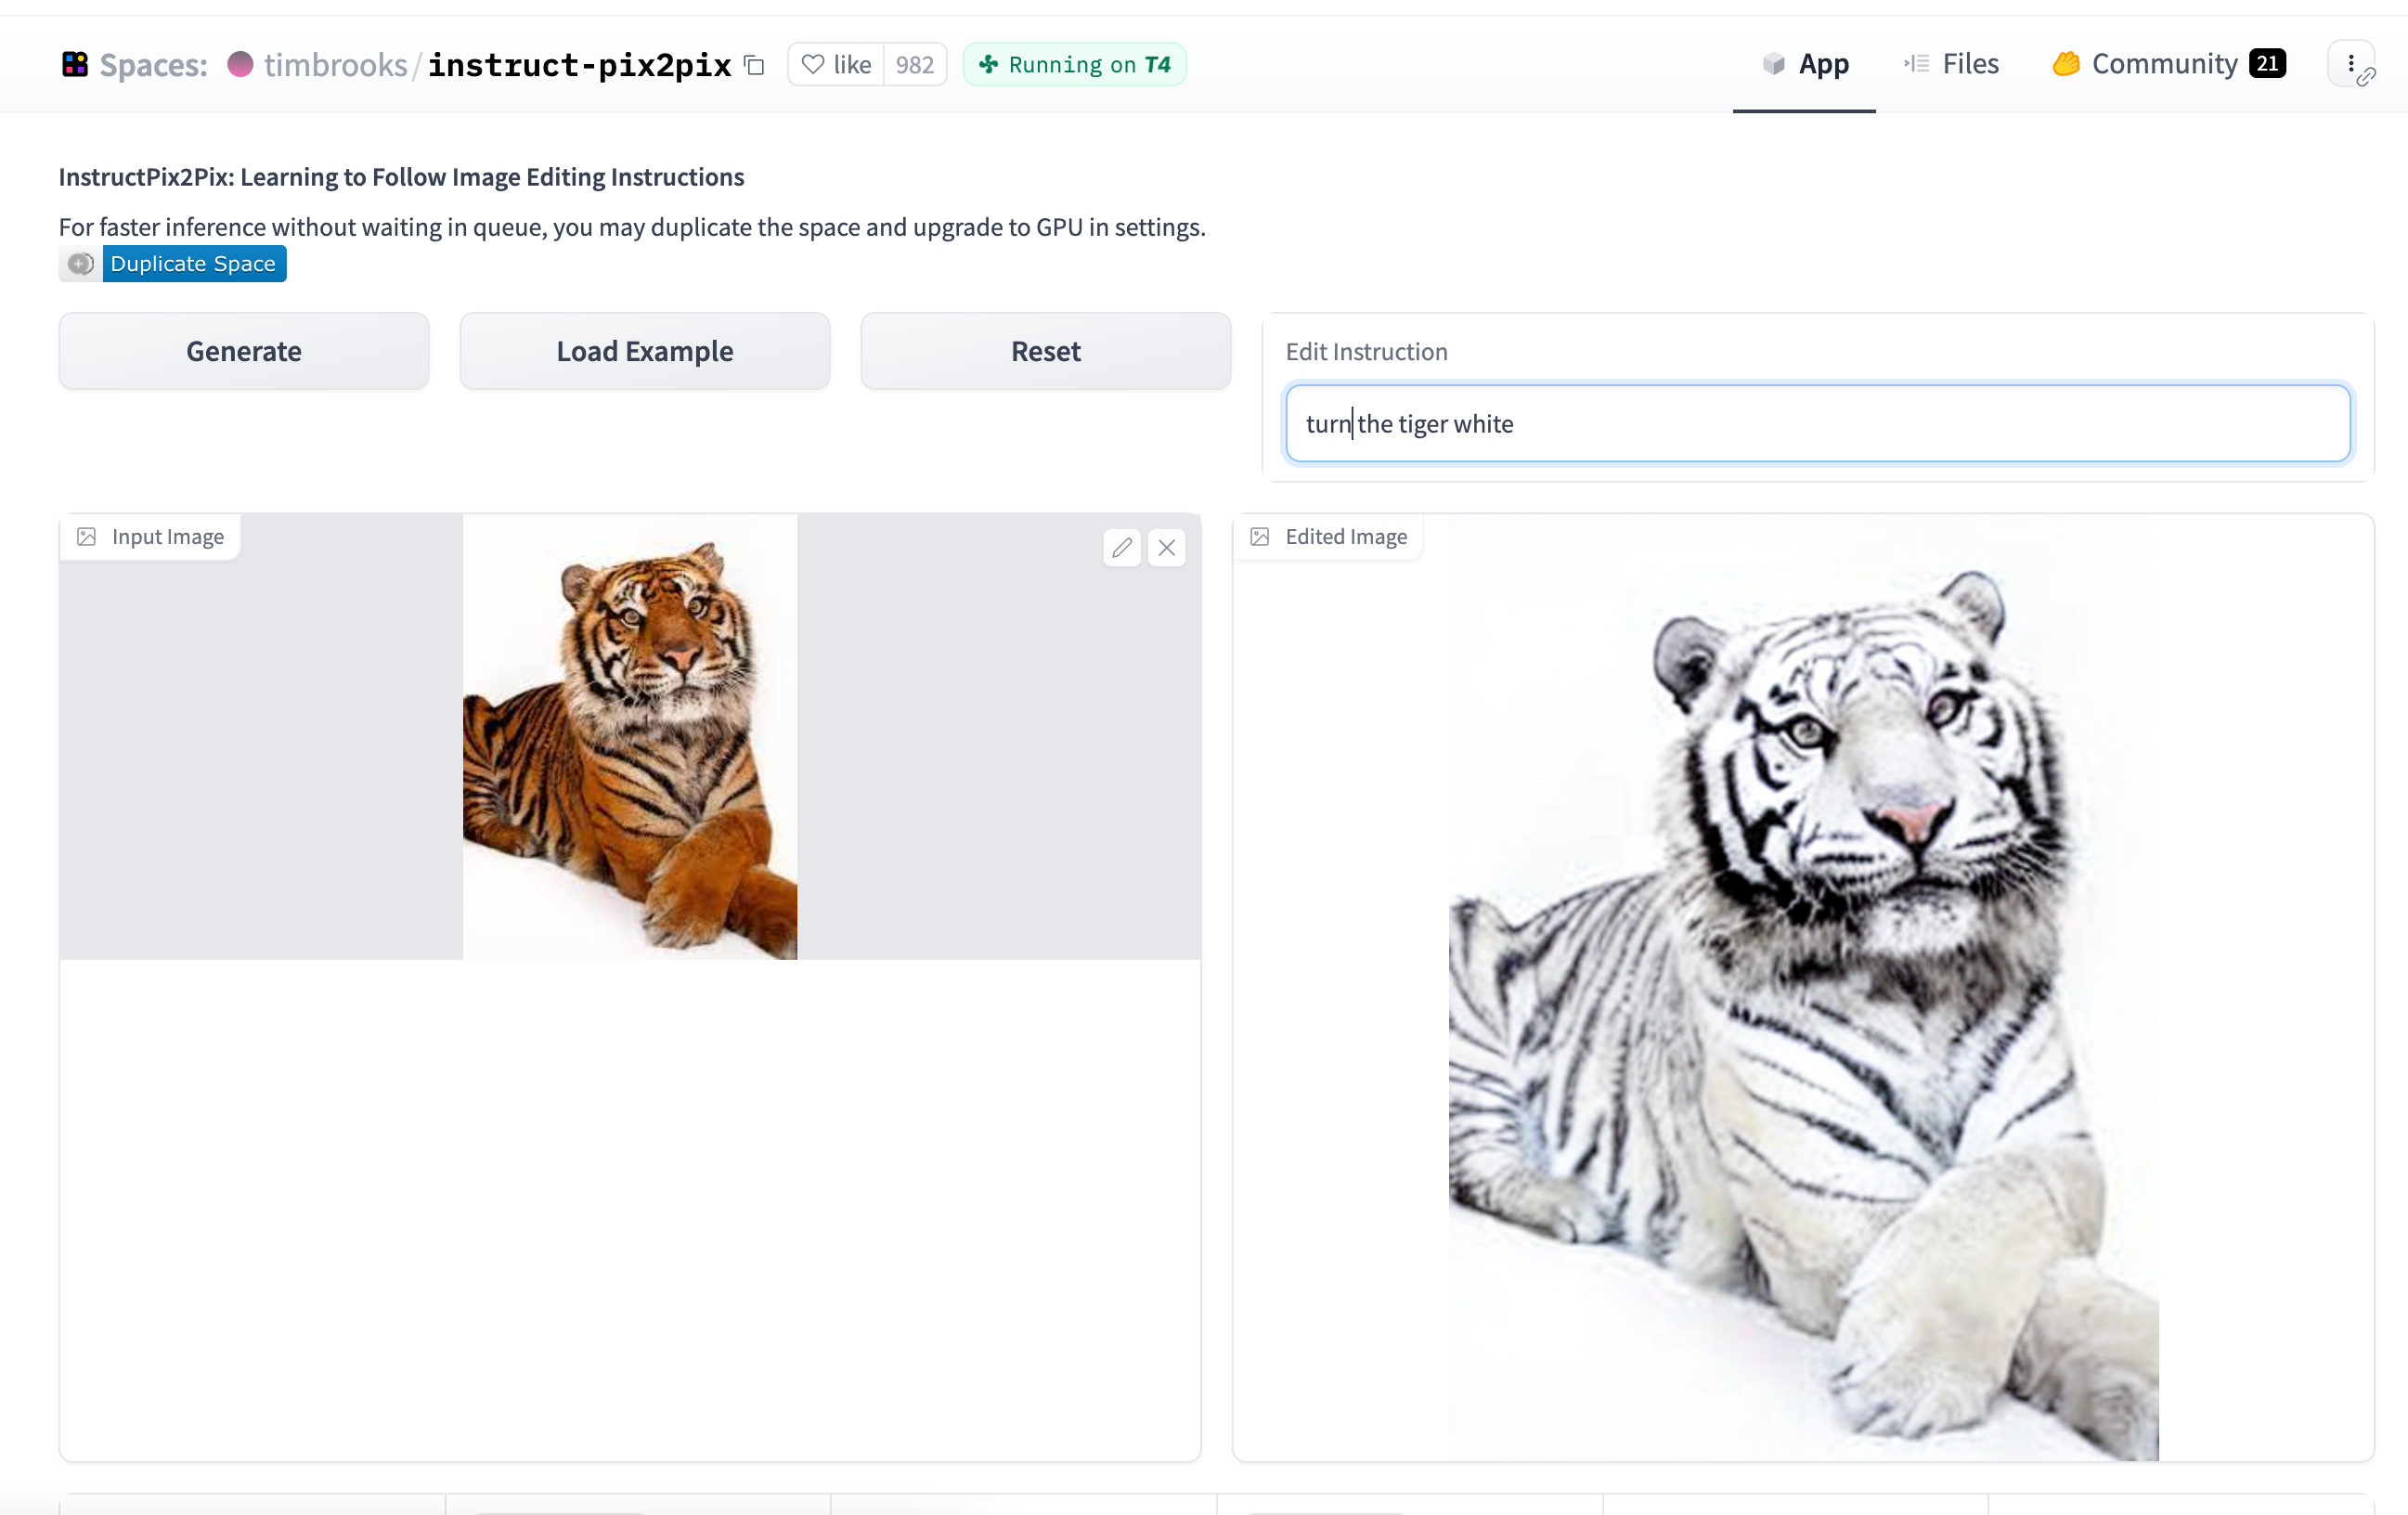 Spaces: timbrooks/instruct-pix2pix like 982 Running on T4 App Files Community 21
InstructPix2Pix: Learning to Follow Image Editing Instructions
For faster inference without waiting in queue, you may duplicate the space and upgrade to GPU in settings.
Duplicate Space
Generate Load Example Reset
Edit Instruction
turn the tiger white
Input Image
Edited Image